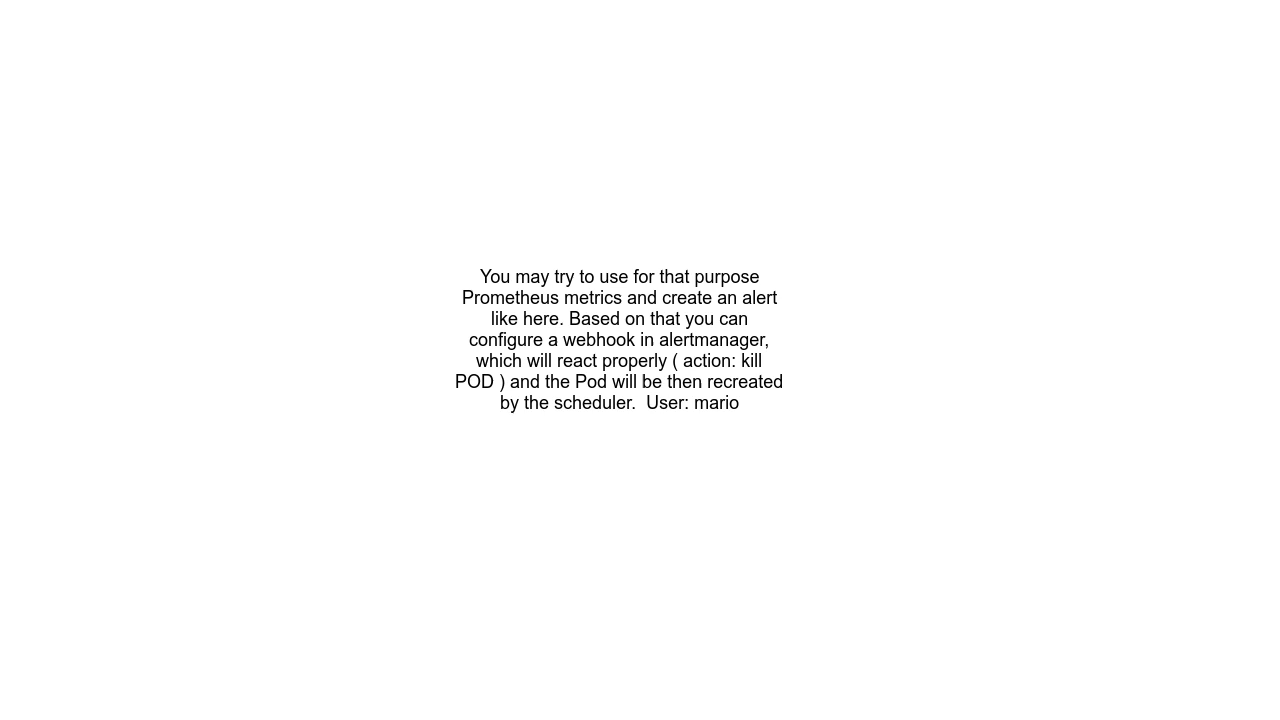 You may try to use for that purpose
Prometheus metrics and create an alert
like here. Based on that you can
configure a webhook in alertmanager,
which will react properly ( action: kill
POD ) and the Pod will be then recreated
by the scheduler.  User: mario